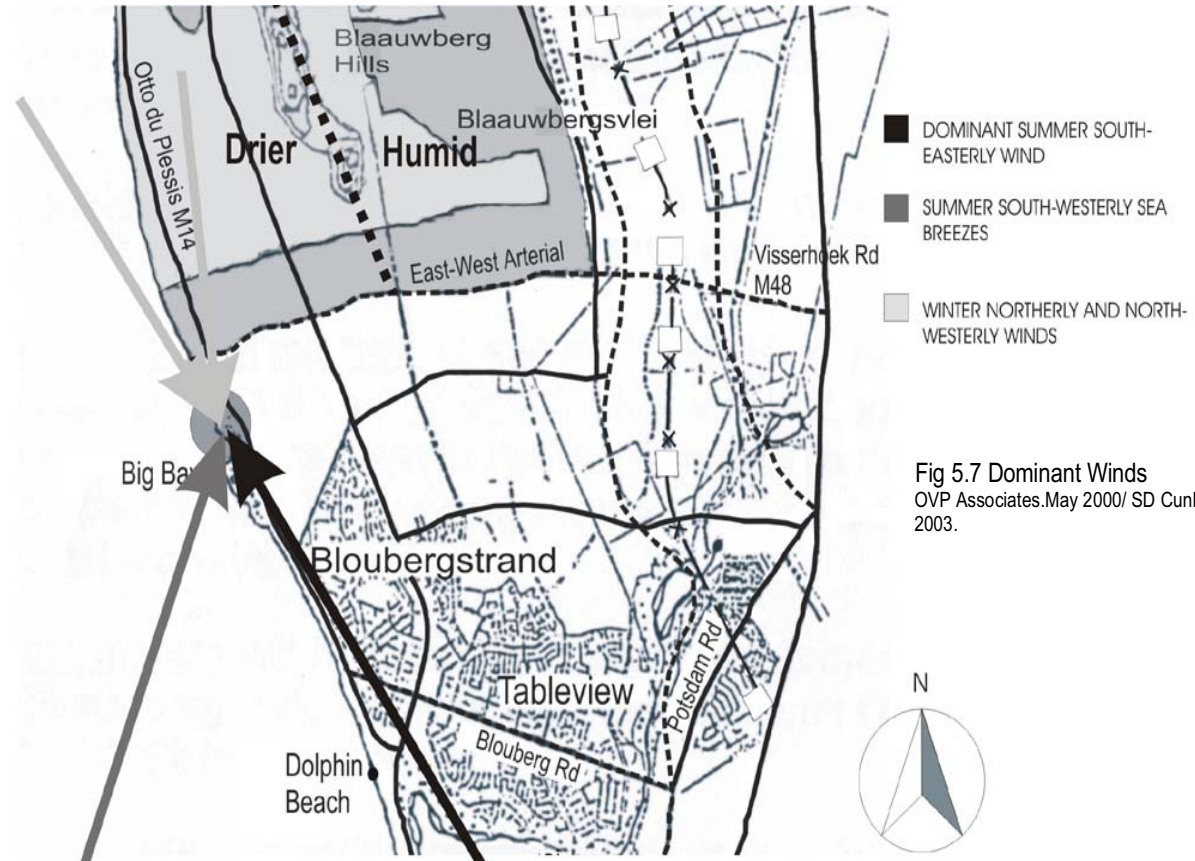 Blaauwberg
Hills
Otto du Plessis M14
Blaauwbergsvlei
Drier
Humid
East-West Arterial
Visserhoek Rd
M48
Big Bay
Bloubergstrand
Tableview
Potsdam Rd
Blouberg Rd
Dolphin
Beach
DOMINANT SUMMER SOUTH-
EASTERLY WIND
SUMMER SOUTH-WESTERLY SEA
BREEZES
WINTER NORTHERLY AND NORTH-
WESTERLY WINDS
Fig 5.7 Dominant Winds
OVP Associates.May 2000/ SD
2003.
N